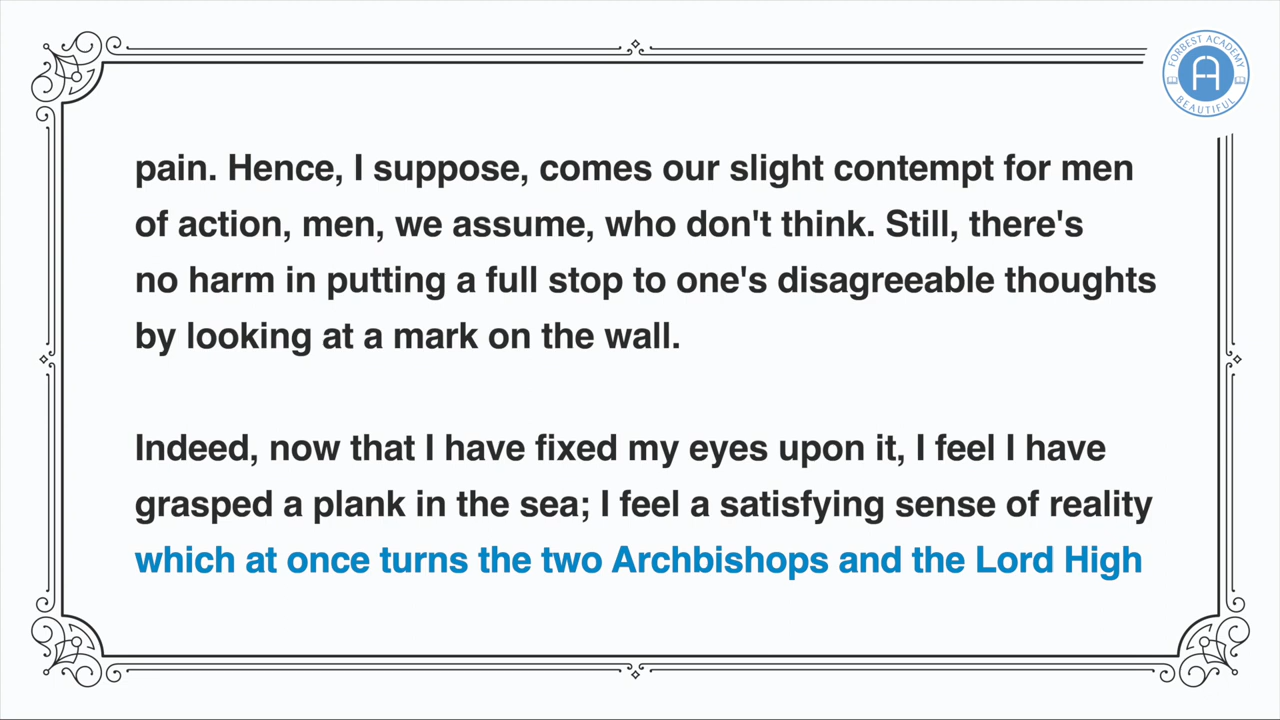 FORBEST ACADEMY
A
BEAUTIFUL
pain. Hence, I suppose, comes our slight contempt for men
of action, men, we assume, who don't think. Still, there's
no harm in putting a full stop to one's disagreeable thoughts
by looking at a mark on the wall.
Indeed, now that I have fixed my eyes upon it, I feel I have
grasped a plank in the sea; I feel a satisfying sense of reality
which at once turns the two Archbishops and the Lord High